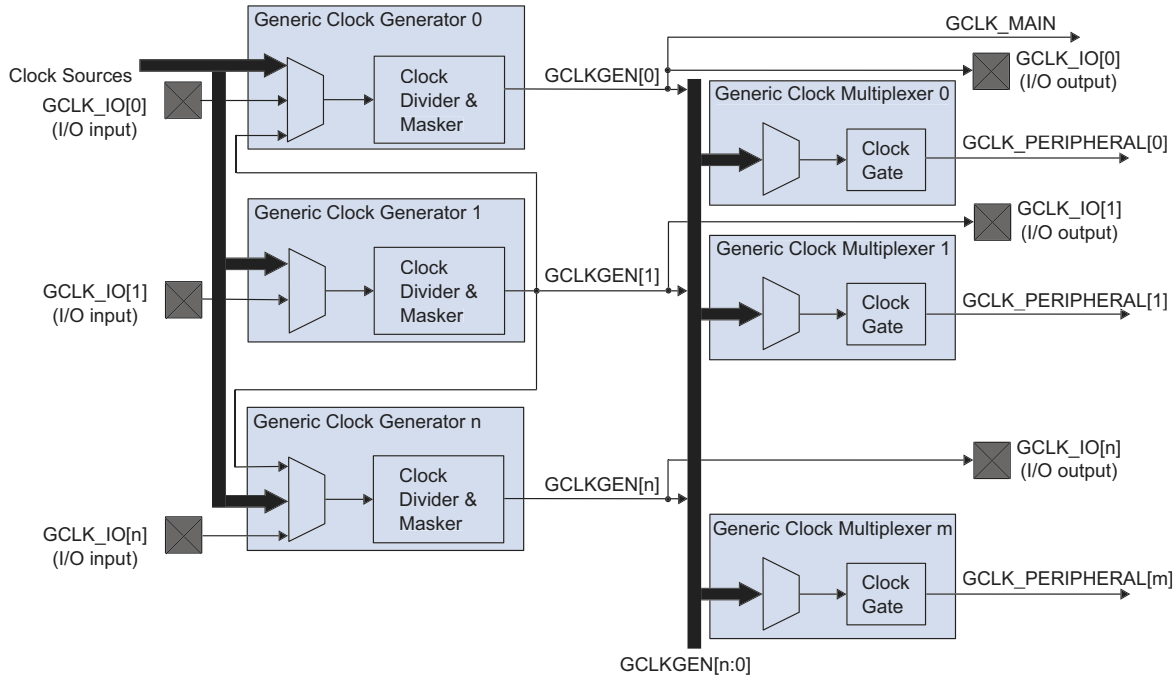 Generic Clock Generator 0
Clock Sources
GCLK_IO[0]
(I/O input)
Clock
Divider &
Masker
GCLKGEN[0]
GCLK_MAIN
GCLK_IO[0]
(I/O output)
Generic Clock Multiplexer 0
Clock
Gate
GCLK_PERIPHERAL[0]
Generic Clock Generator 1
GCLK_IO[1]
(I/O input)
Clock
Divider &
Masker
GCLKGEN[1]
GCLK_IO[1]
(I/O output)
Generic Clock Multiplexer 1
Clock
Gate
GCLK_PERIPHERAL[1]
Generic Clock Generator n
GCLK_IO[n]
(I/O input)
Clock
Divider &
Masker
GCLKGEN[n]
GCLK_IO[n]
(I/O output)
Generic Clock Multiplexer m
Clock
Gate
GCLK_PERIPHERAL[m]
GCLKGEN[n:0]